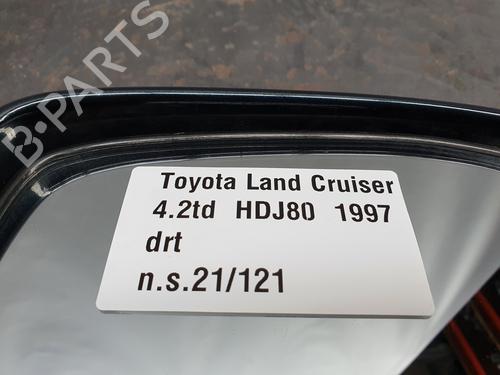 B-PARTS
Toyota Land Cruiser
4.2td HDJ80 1997
drt
n.s.21/121